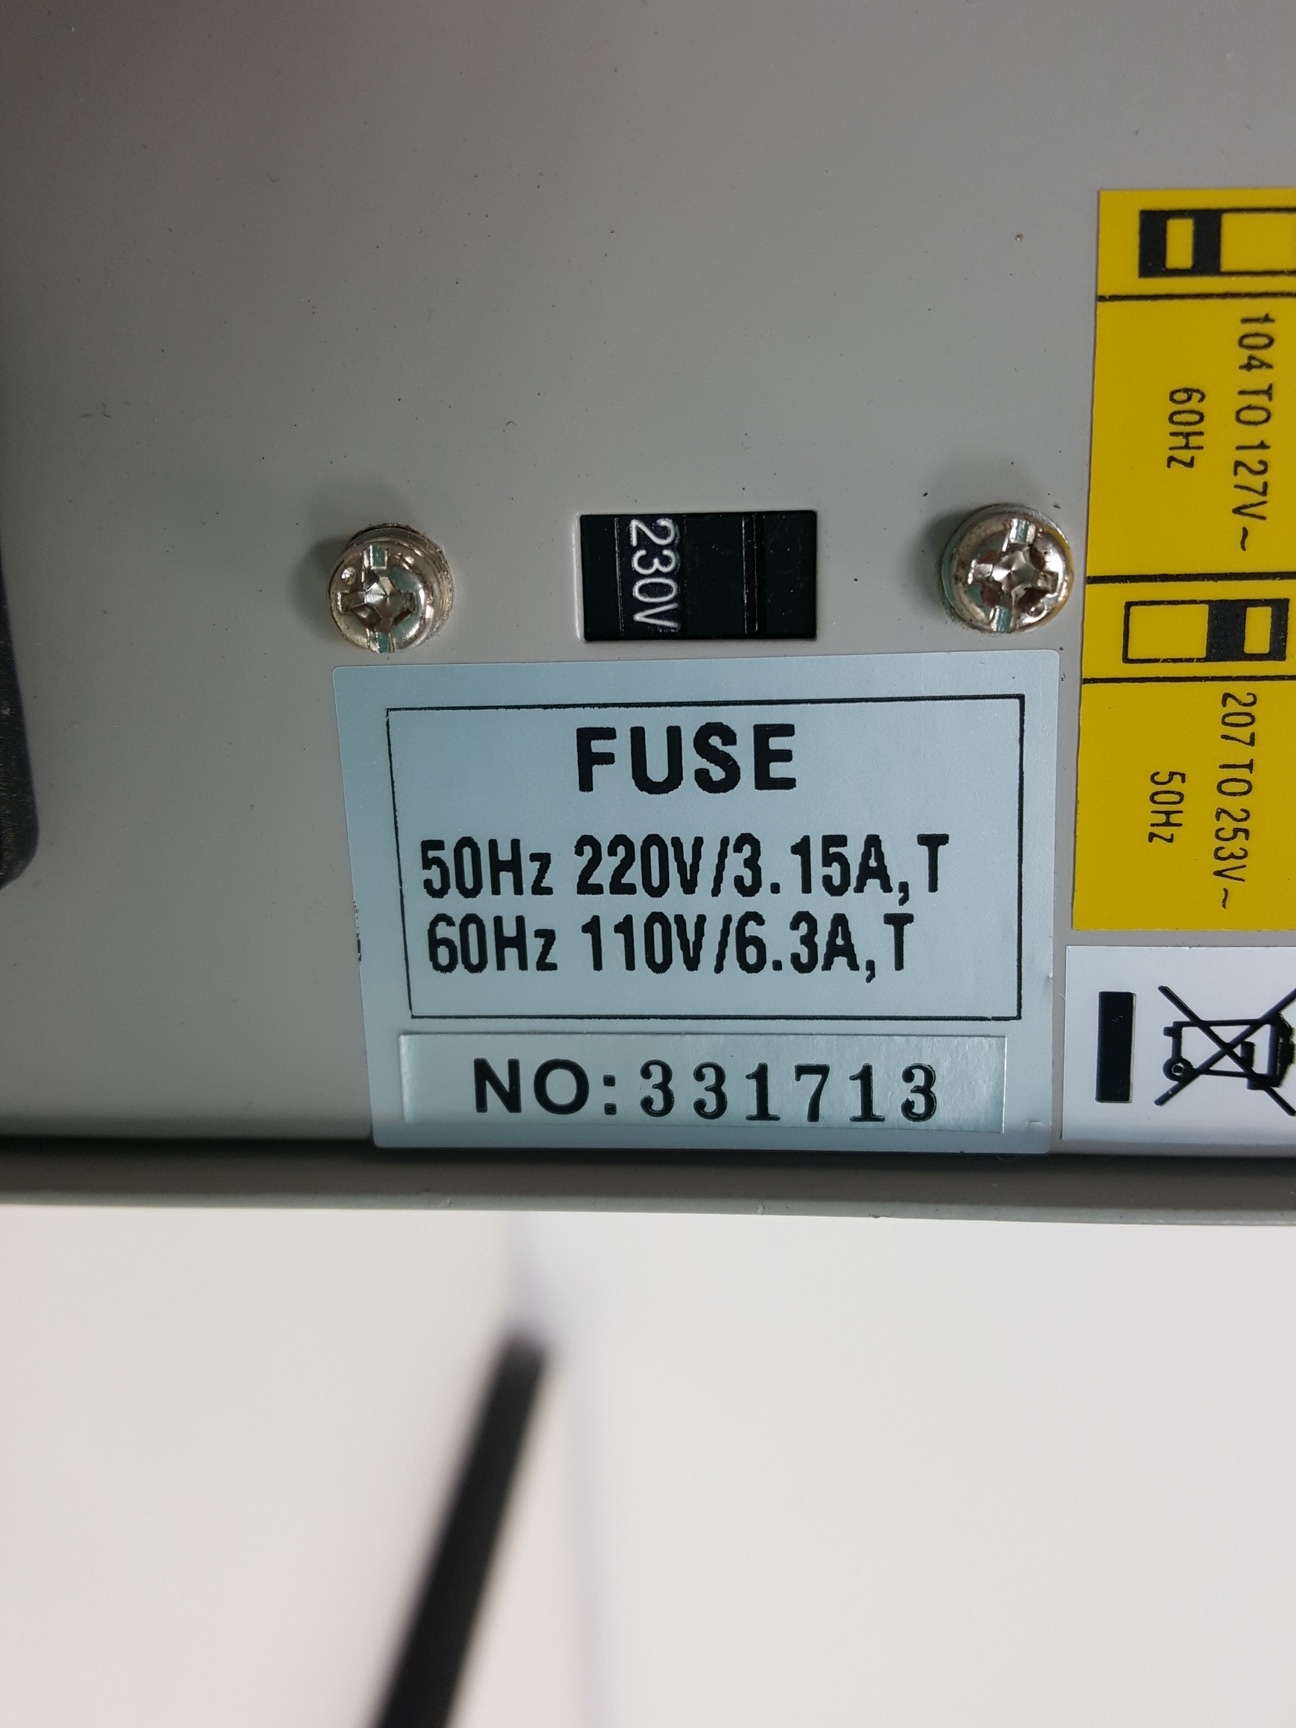 230V
FUSE
50Hz 220V/3.15A,T
60Hz 110V/6.3A,T
NO:331713
104 TO 127V~
60Hz
207 TO 253V~
50Hz